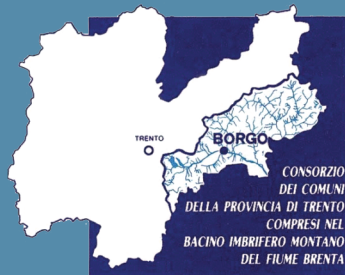 TRENTO
BORGO
CONSORZIO
DEI COMUNI
DELLA PROVINCIA DI TRENTO
COMPRESI NEL
BACINO IMBRIFERO MONTANO
DEL FIUME BRENTA